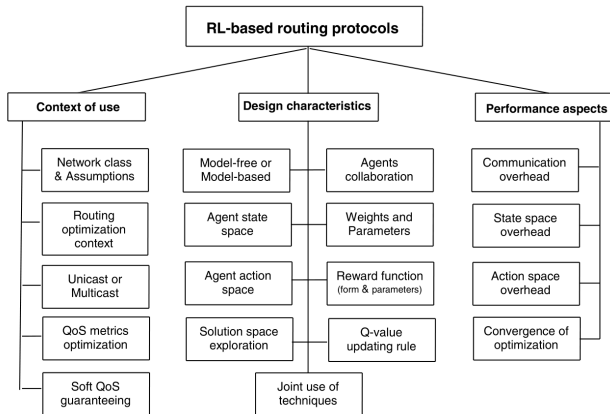 RL-based routing protocols
Context of use
Network class
& Assumptions
Routing
optimization
context
Unicast or
Multicast
QoS metrics
optimization
Soft QoS
guaranteeing
Design characteristics
Model-free or
Model-based
Agents
collaboration
Agent state
space
Weights and
Parameters
Agent action
space
Reward function
(form & parameters)
Solution space
exploration
Q-value
updating rule
Joint use of
techniques
Performance aspects
Communication
overhead
State space
overhead
Action space
overhead
Convergence of
optimization